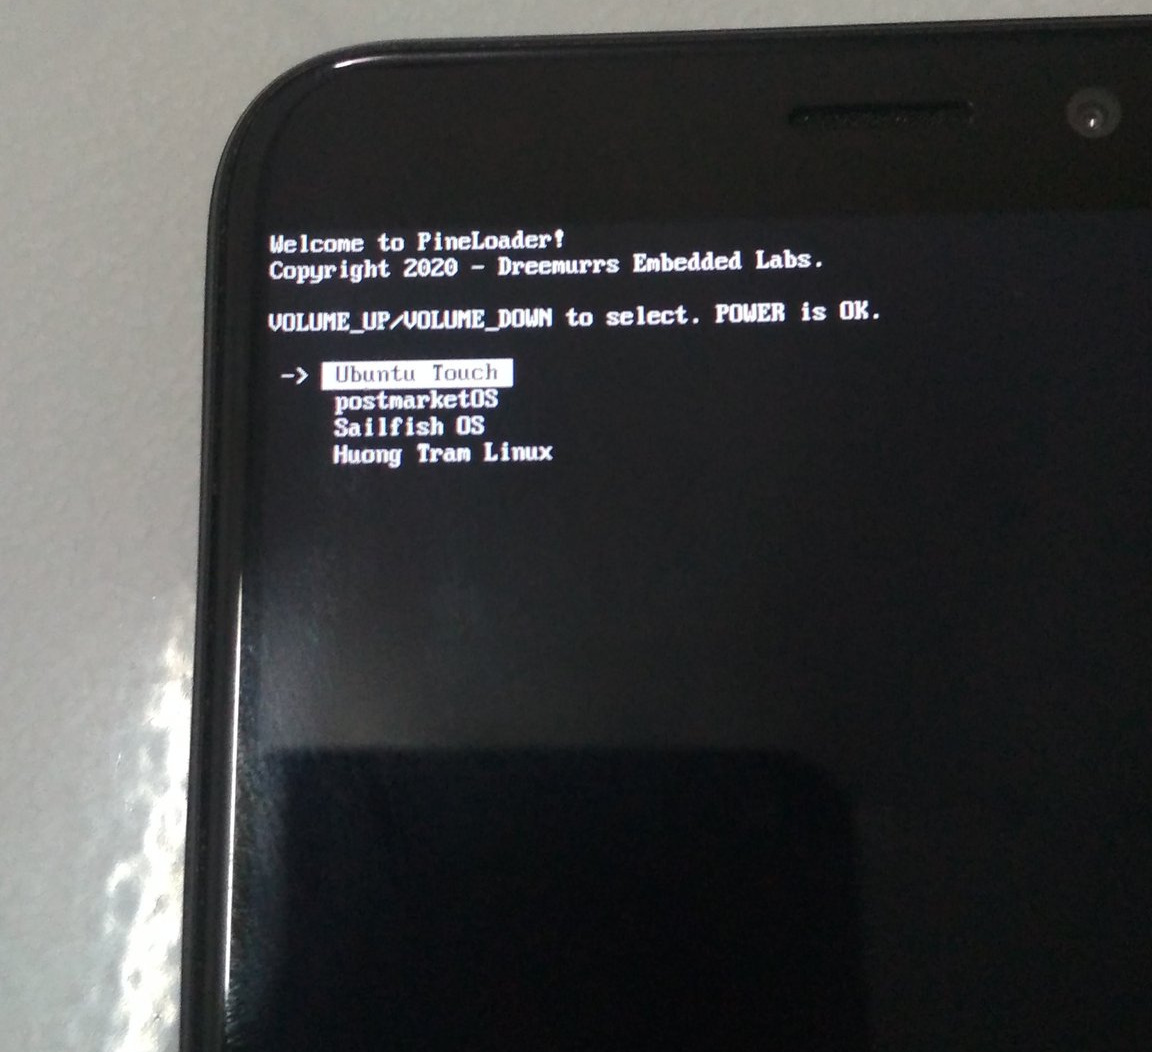 Welcome to PineLoader!
Copyright 2020 - Dreemurrs Embedded Labs.
VOLUME_UP/VOLUME_DOWN to select. POWER is OK.
-> Ubuntu Touch
postmarketOS
Sailfish OS
Huong Tram Linux